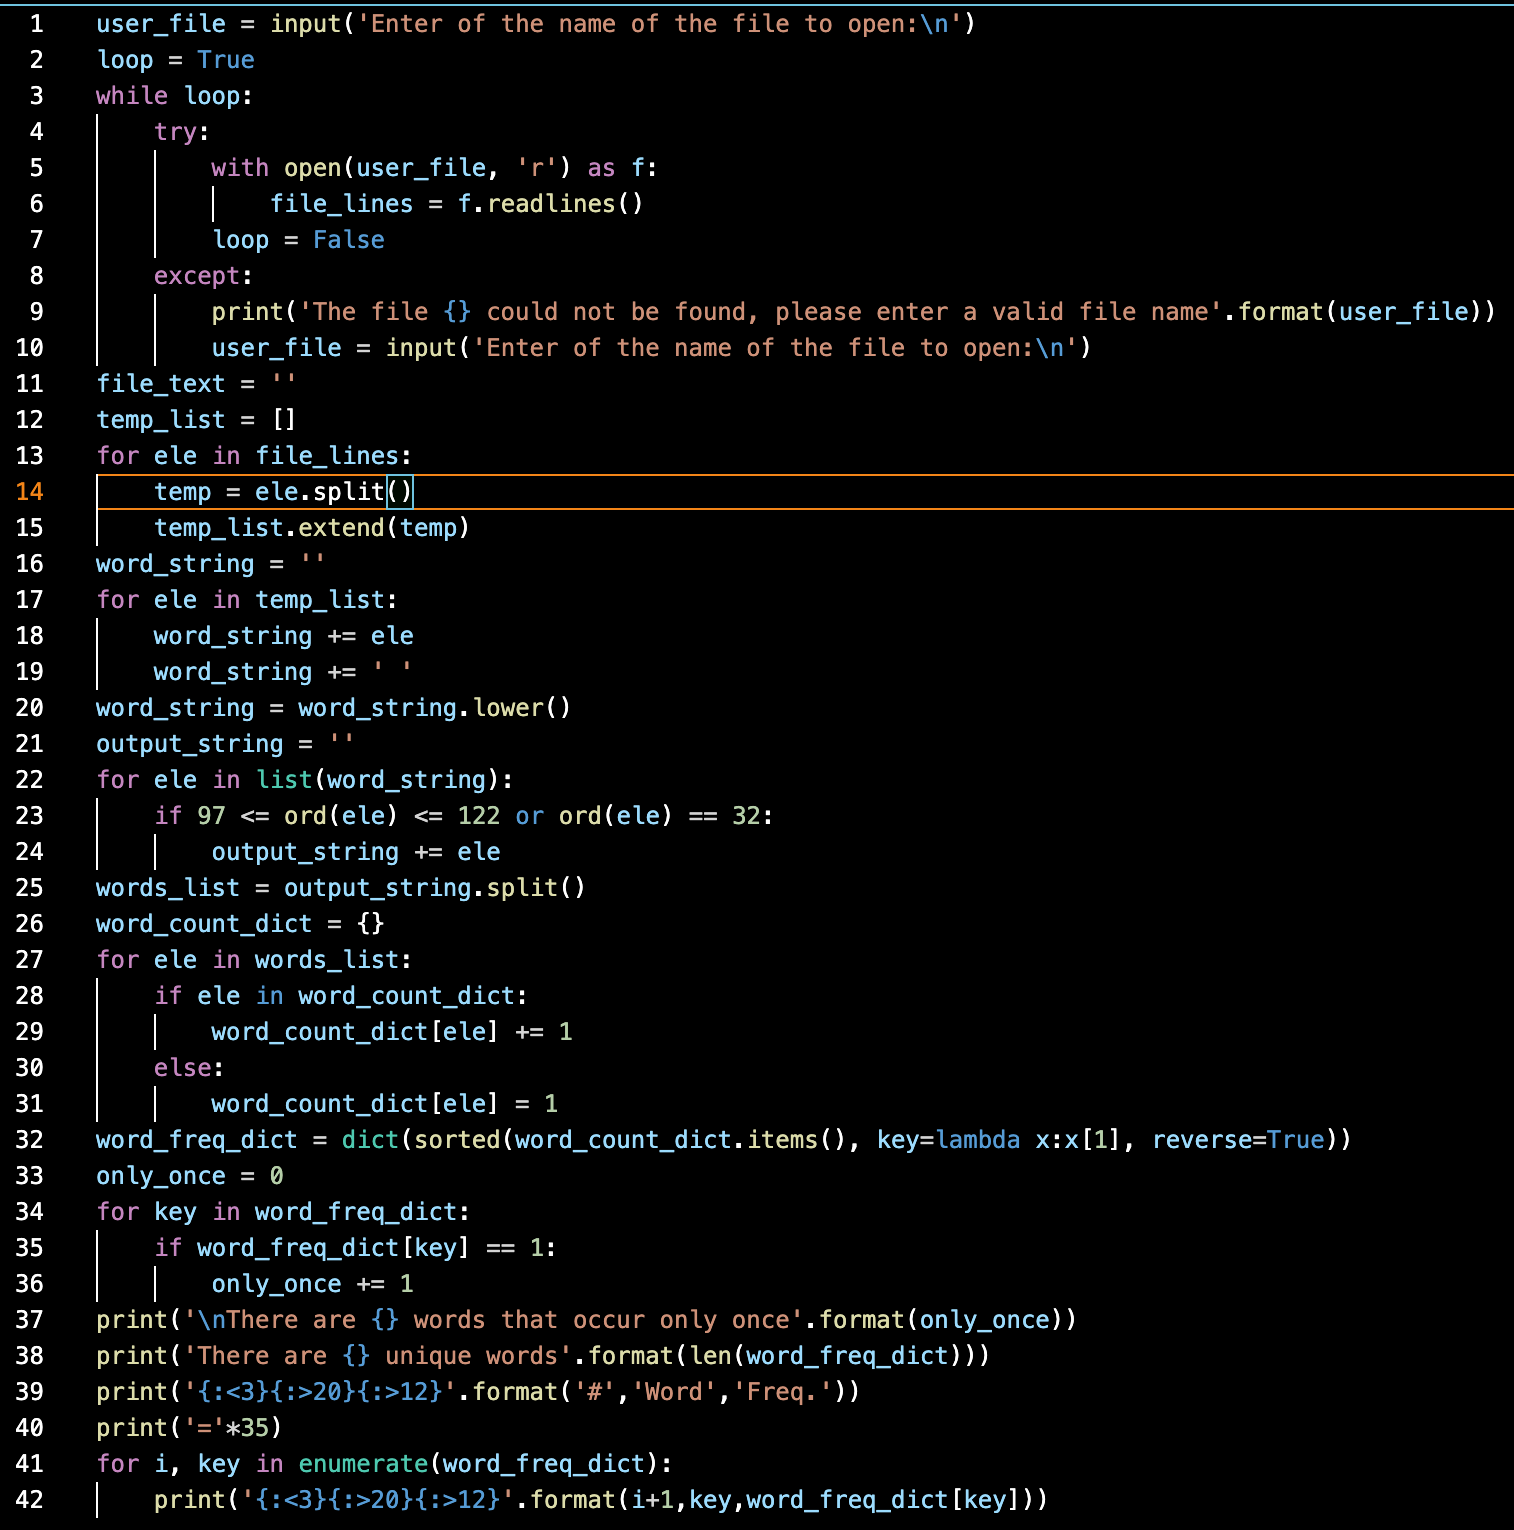 1 user_file = input('Enter of the name of the file to open:\n')
2 loop = True
3 while loop:
4     try:
5         with open(user_file, 'r') as f:
6             file_lines = f.readlines()
7         loop = False
8     except:
9         print('The file {} could not be found, please enter a valid file name'.format(user_file))
10         user_file = input('Enter of the name of the file to open:\n')
11 file_text = ''
12 temp_list = []
13 for ele in file_lines:
14     temp = ele.split()
15     temp_list.extend(temp)
16 word_string = ''
17 for ele in temp_list:
18     word_string += ele
19     word_string += ' '
20 word_string = word_string.lower()
21 output_string = ''
22 for ele in list(word_string):
23     if 97 <= ord(ele) <= 122 or ord(ele) == 32:
24         output_string += ele
25 words_list = output_string.split()
26 word_count_dict = {}
27 for ele in words_list:
28     if ele in word_count_dict:
29         word_count_dict[ele] += 1
30     else:
31         word_count_dict[ele] = 1
32 word_freq_dict = dict(sorted(word_count_dict.items(), key=lambda x:x[1], reverse=True))
33 only_once = 0
34 for key in word_freq_dict:
35     if word_freq_dict[key] == 1:
36         only_once += 1
37 print('\nThere are {} words that occur only once'.format(only_once))
38 print('There are {} unique words'.format(len(word_freq_dict)))
39 print('{:<3}{:>20}{:>12}'.format('#','Word','Freq.'))
40 print('='*35)
41 for i, key in enumerate(word_freq_dict):
42     print('{:<3}{:>20}{:>12}'.format(i+1,key,word_freq_dict[key]))